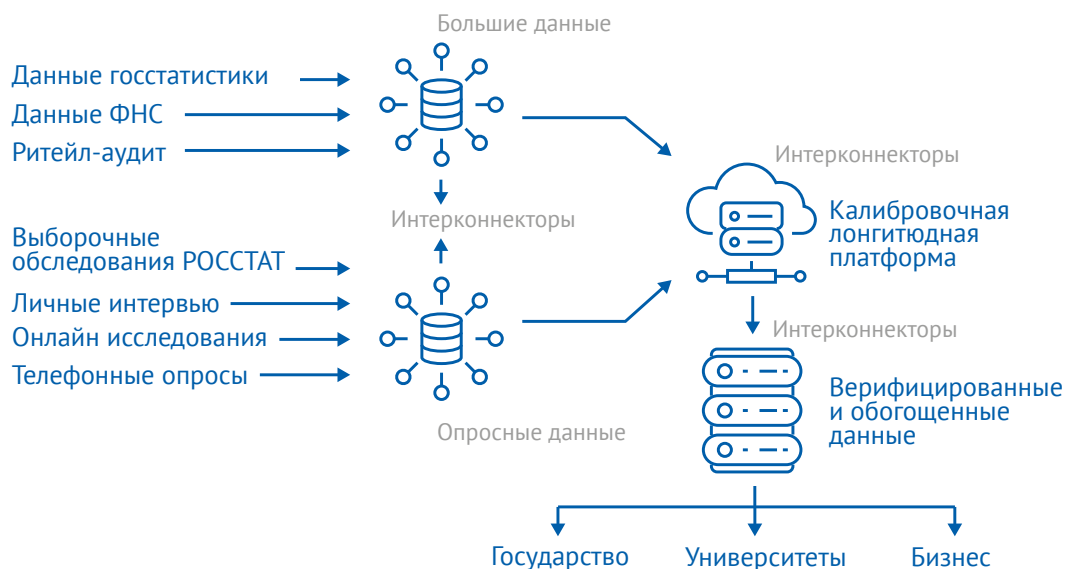 Большие данные
Данные госстатистики
Данные ФНС
Ритейл-аудит
Интерконнекторы
Выборочные
обследования РОССТАТ
Личные интервью
Онлайн исследования
Телефонные опросы
Опросные данные
Интерконнекторы
Калибровочная
лонгитюдная
платформа
Интерконнекторы
Верифицированные
и обогощенные
данные
Государство
Университеты
Бизнес